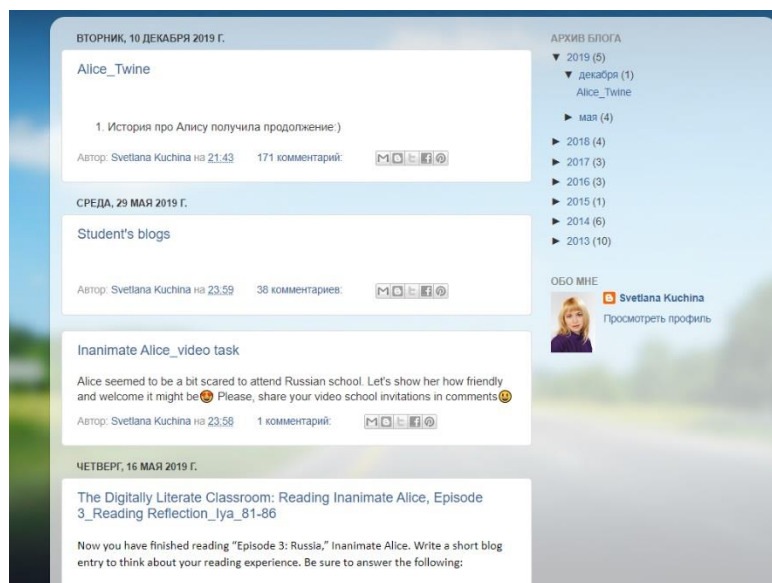 ВТОРНИК, 10 ДЕКАБРЯ 2019 Г.
Alice_Twine
1. История про Алису получила продолжение:)
Автор: Svetlana Kuchina на 21:43 171 комментарий:
СРЕДА, 29 МАЯ 2019 Г.
Student's blogs
Автор: Svetlana Kuchina на 23:59 38 комментариев:
Inanimate Alice_video task
Alice seemed to be a bit scared to attend Russian school. Let's show her how friendly
and welcome it might be😍 Please, share your video school invitations in comments😃
Автор: Svetlana Kuchina на 23:58 1 комментарий:
ЧЕТВЕРГ, 16 МАЯ 2019 Г.
The Digitally Literate Classroom: Reading Inanimate Alice, Episode
3_Reading Reflection_Iya_81-86
Now you have finished reading “Episode 3: Russia,” Inanimate Alice. Write a short blog
entry to think about your reading experience. Be sure to answer the following:
АРХИВ БЛОГА
▼ 2019 (5)
▼ декабря (1)
Alice_Twine
► мая (4)
► 2018 (4)
► 2017 (3)
► 2016 (3)
► 2015 (1)
► 2014 (6)
► 2013 (10)
ОБО МНЕ
Svetlana Kuchina
Просмотреть профиль